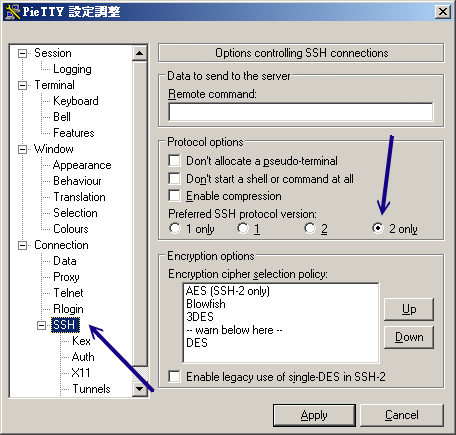 PieTTY 設定調整
Session
Logging
Terminal
Keyboard
Bell
Features
Window
Appearance
Behaviour
Translation
Selection
Colours
Connection
Data
Proxy
Telnet
Rlogin
SSH
Kex
Auth
X11
Tunnels
Options controlling SSH connections
Data to send to the server
Remote command:
Protocol options
Don't allocate a pseudo-terminal
Don't start a shell or command at all
Enable compression
Preferred SSH protocol version:
1 only 1 2 2 only
Encryption options
Encryption cipher selection policy:
AES (SSH-2 only)
Blowfish
3DES
-- warn below here --
DES
Up
Down
Enable legacy use of single-DES in SSH-2
Apply Cancel